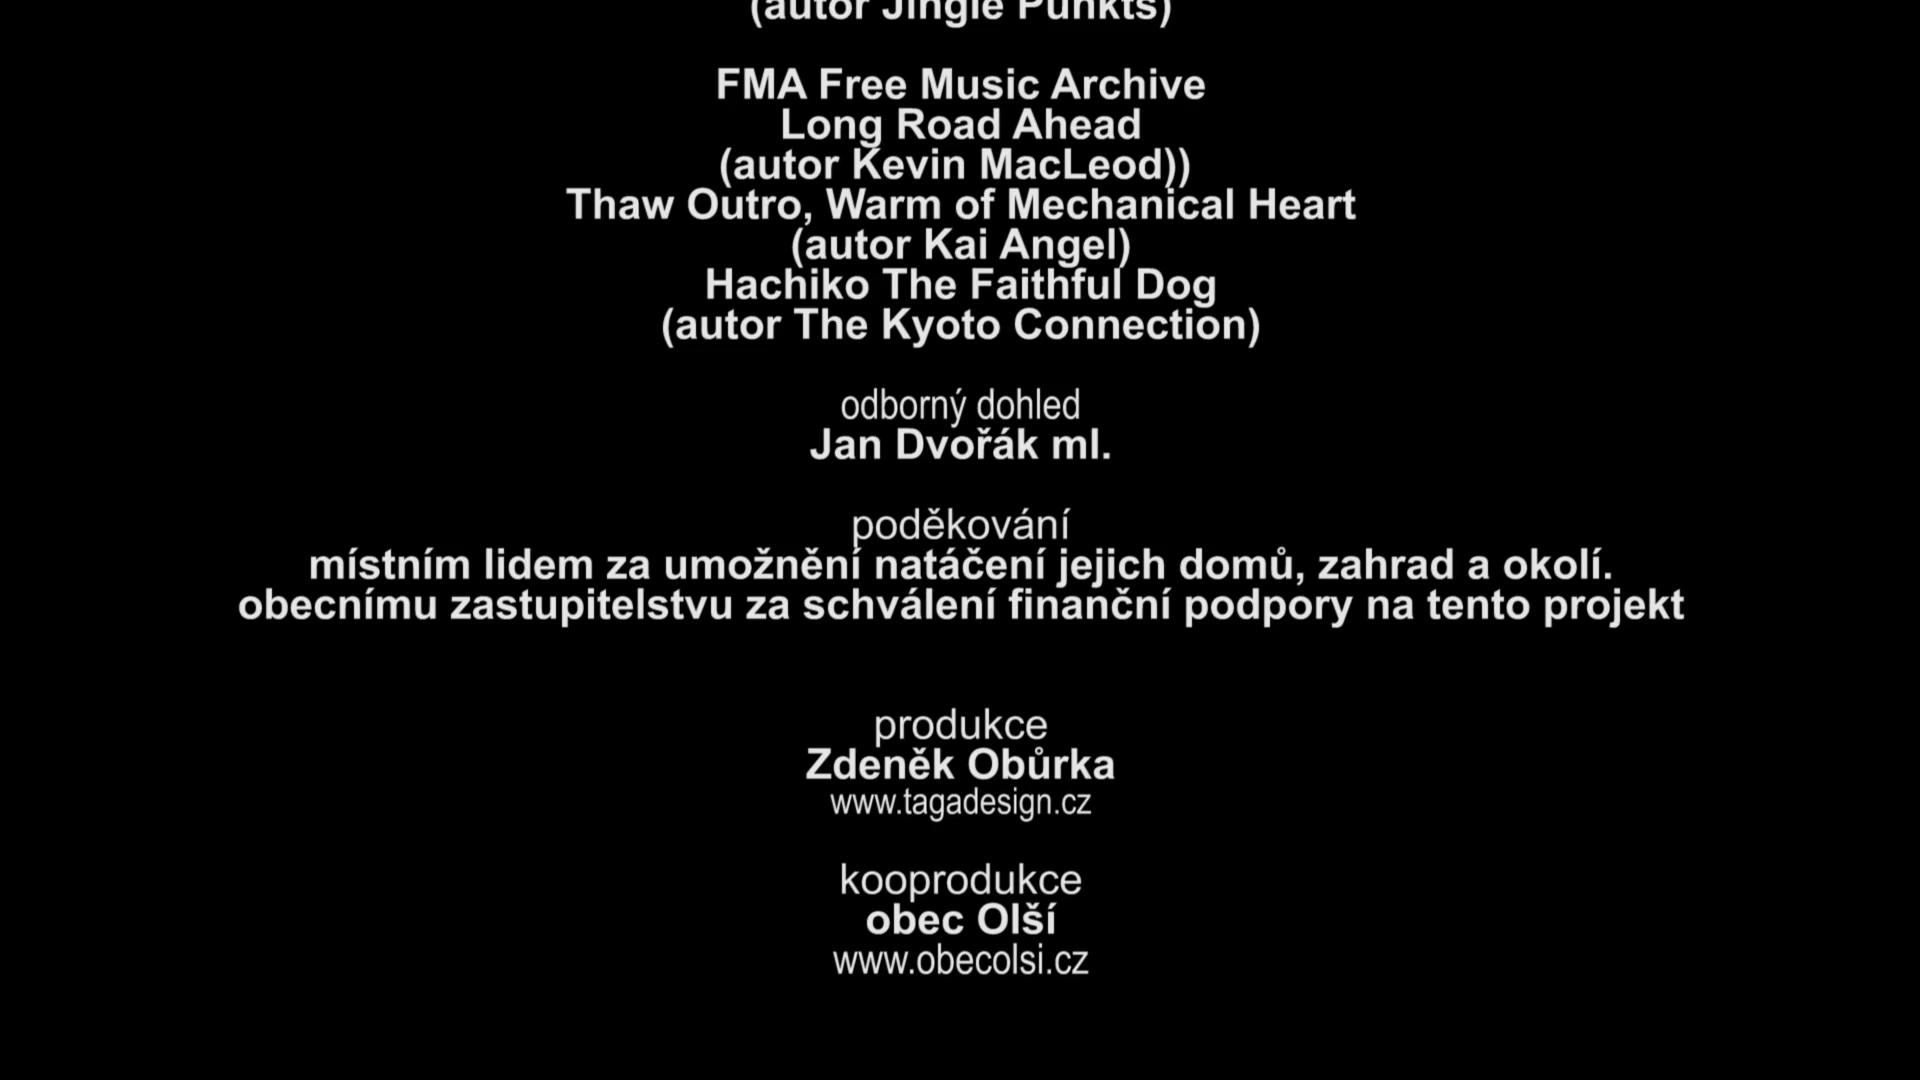 (autor Jingle Punkts)
FMA Free Music Archive
Long Road Ahead
(autor Kevin MacLeod))
Thaw Outro, Warm of Mechanical Heart
(autor Kai Angel)
Hachiko The Faithful Dog
(autor The Kyoto Connection)
odborný dohled
Jan Dvořák ml.
poděkování
místním lidem za umožnění natáčení jejich domů, zahrad a okolí.
obecnímu zastupitelstvu za schválení finanční podpory na tento projekt
produkce
Zdeněk Obůrka
www.tagadesign.cz
kooprodukce
obec Olší
www.obecolsi.cz